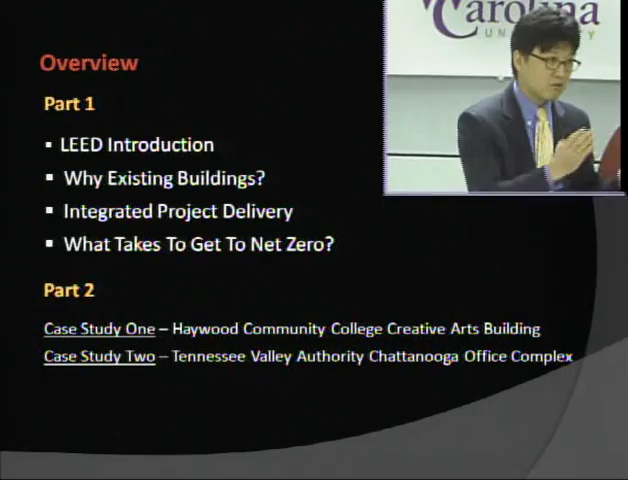 Carolina
UNIVERSITY
Overview
Part 1
LEED Introduction
Why Existing Buildings?
Integrated Project Delivery
What Takes To Get To Net Zero?
Part 2
Case Study One – Haywood Community College Creative Arts Building
Case Study Two – Tennessee Valley Authority Chattanooga Office Complex